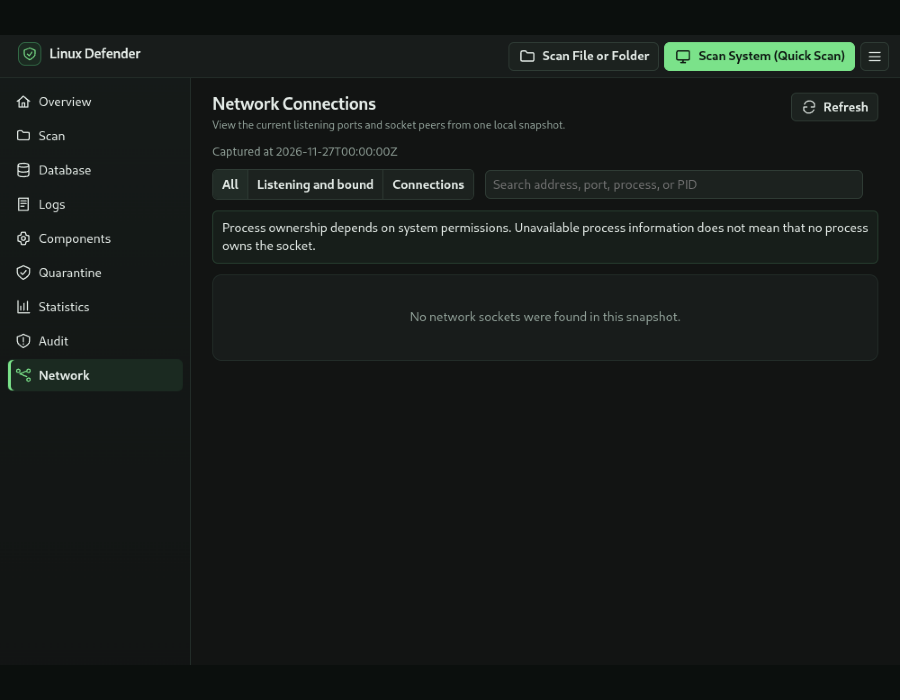 Linux Defender
Scan File or Folder
Scan System (Quick Scan)
Overview
Scan
Database
Logs
Components
Quarantine
Statistics
Audit
Network
Network Connections
View the current listening ports and socket peers from one local snapshot.
Refresh
Captured at 2026-11-27T00:00:00Z
All
Listening and bound
Connections
Search address, port, process, or PID
Process ownership depends on system permissions. Unavailable process information does not mean that no process
owns the socket.
No network sockets were found in this snapshot.